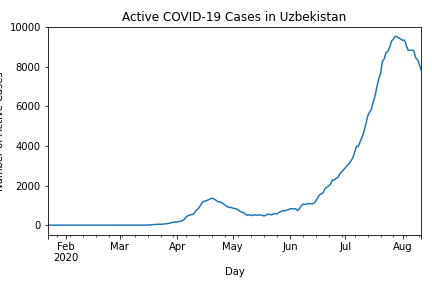 Active COVID-19 Cases in Uzbekistan
10000
8000
6000
4000
2000
0
Number of Active Cases
Feb Mar Apr May Jun Jul Aug
2020
Day